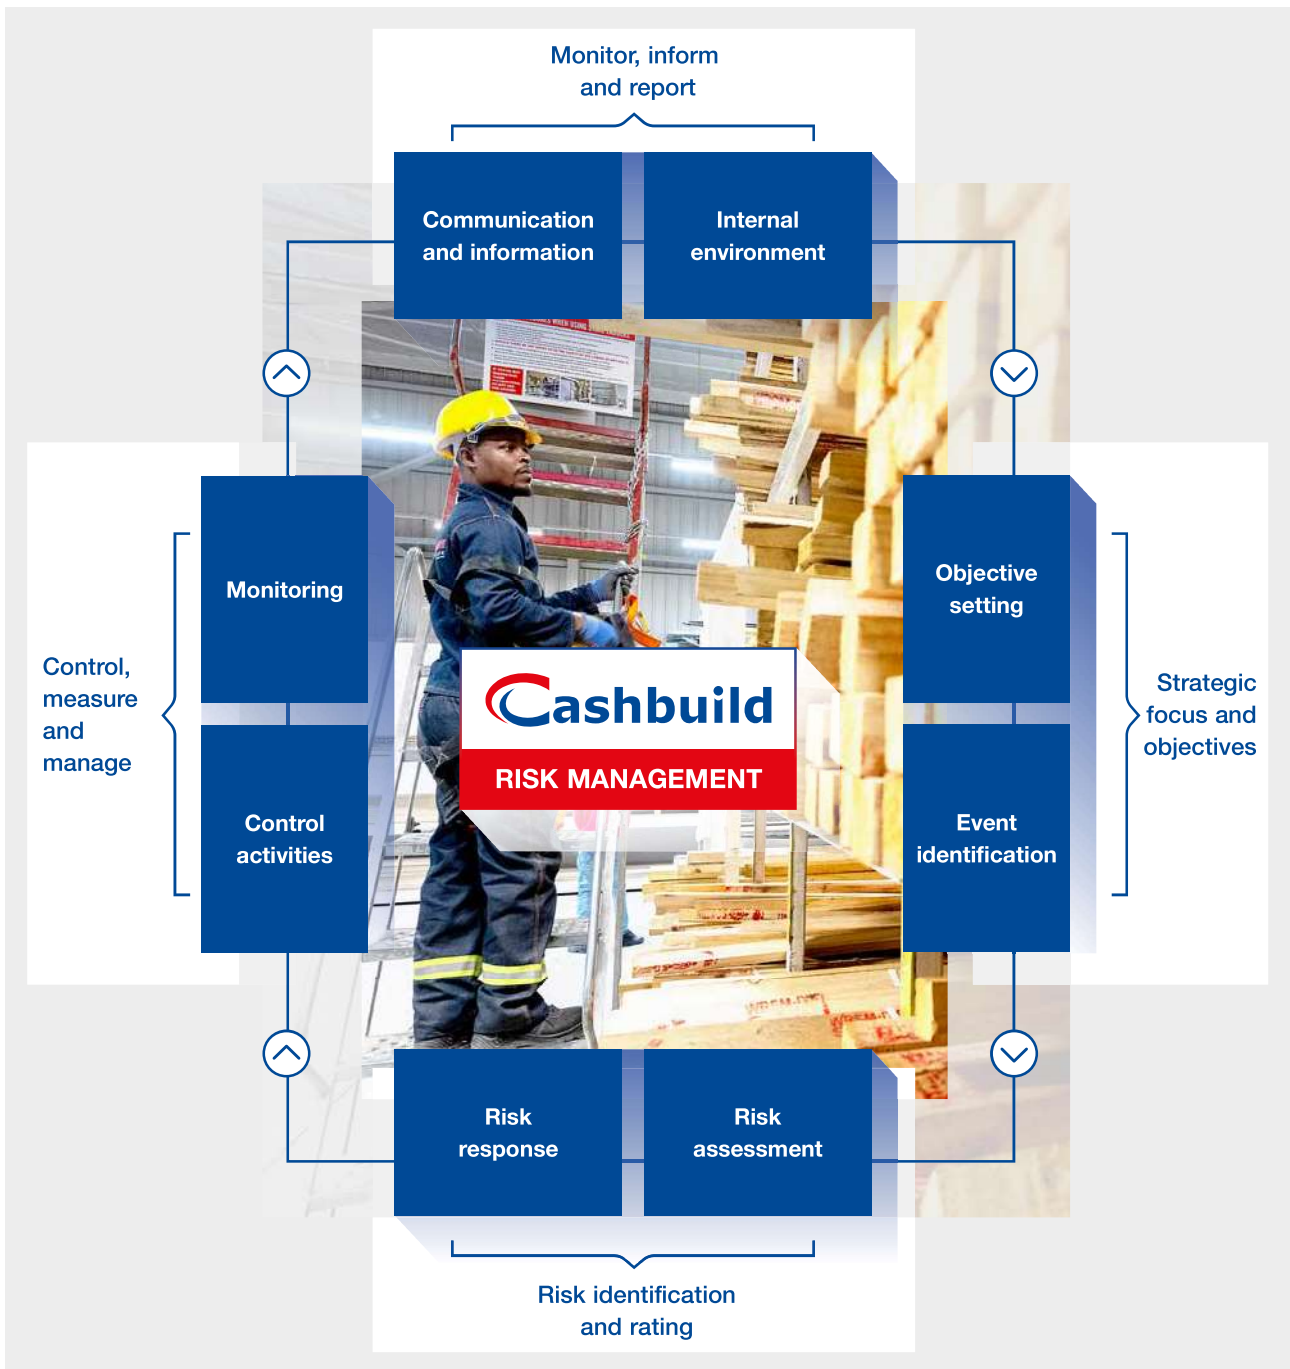 Monitor, inform
and report
Communication
and information
Internal
environment
Monitoring
Objective
setting
Control,
measure
and
manage
Strategic
focus and
objectives
Cashbuild
RISK MANAGEMENT
Control
activities
Event
identification
Risk
response
Risk
assessment
Risk identification
and rating